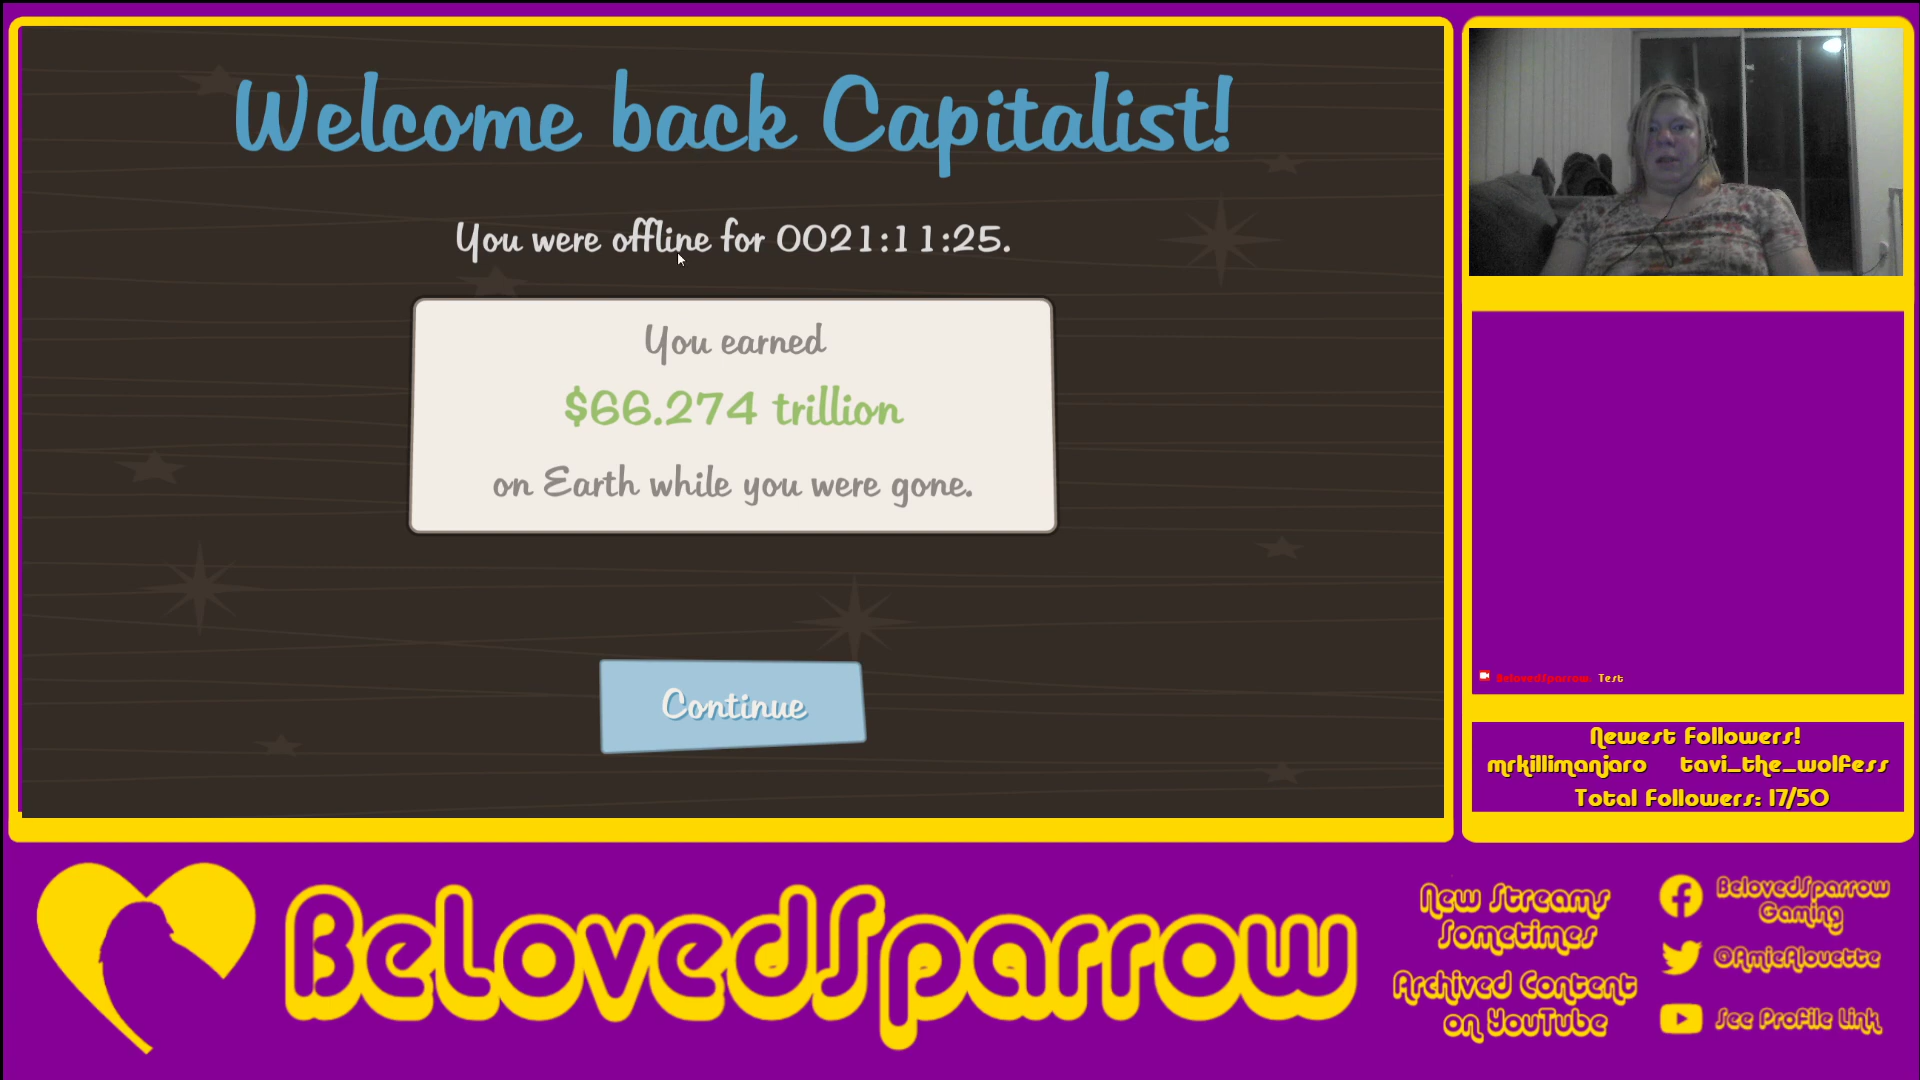 Welcome back Capitalist!
You were offline for 0021:11:25.
You earned
$66.274 trillion
on Earth while you were gone.
Continue
BelovedSparrow: Test
Newest Followers!
mrkillimanjaro tavi_the_wolfess
Total Followers: 17/50
BelovedSparrow
New Streams
Sometimes
Archived Content
on YouTube
BelovedSparrow
Gaming
@AmieAlouette
See Profile Link